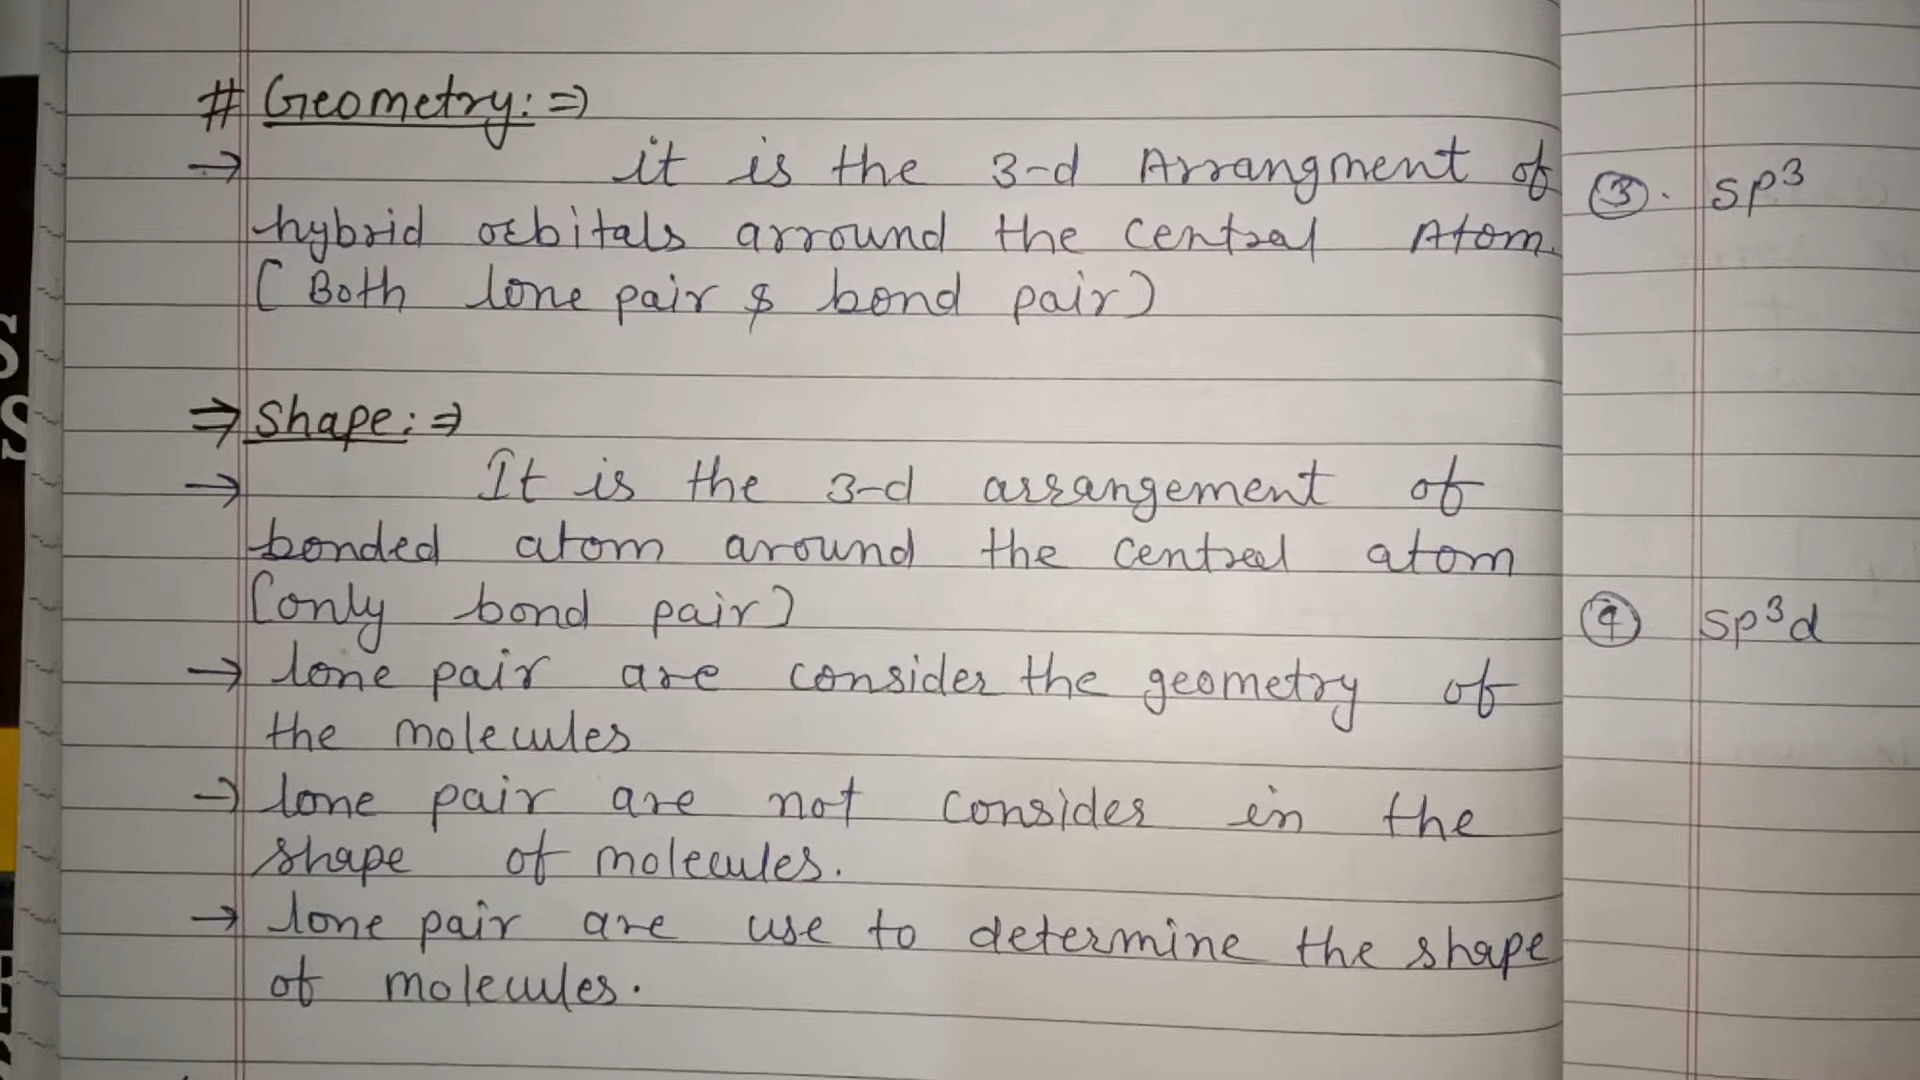 # Geometry: ⇒
→ it is the 3-d Arrangment of
hybrid orbitals arround the central Atom.
( Both lone pair & bond pair)
⇒ Shape: ⇒
→ It is the 3-d arrangement of
bonded atom around the central atom
(only bond pair)
→ lone pair are consider the geometry of
the molecules
→ lone pair are not consider in the
shape of molecules.
→ lone pair are use to determine the shape
of molecules.
③. sp³
④ sp³d